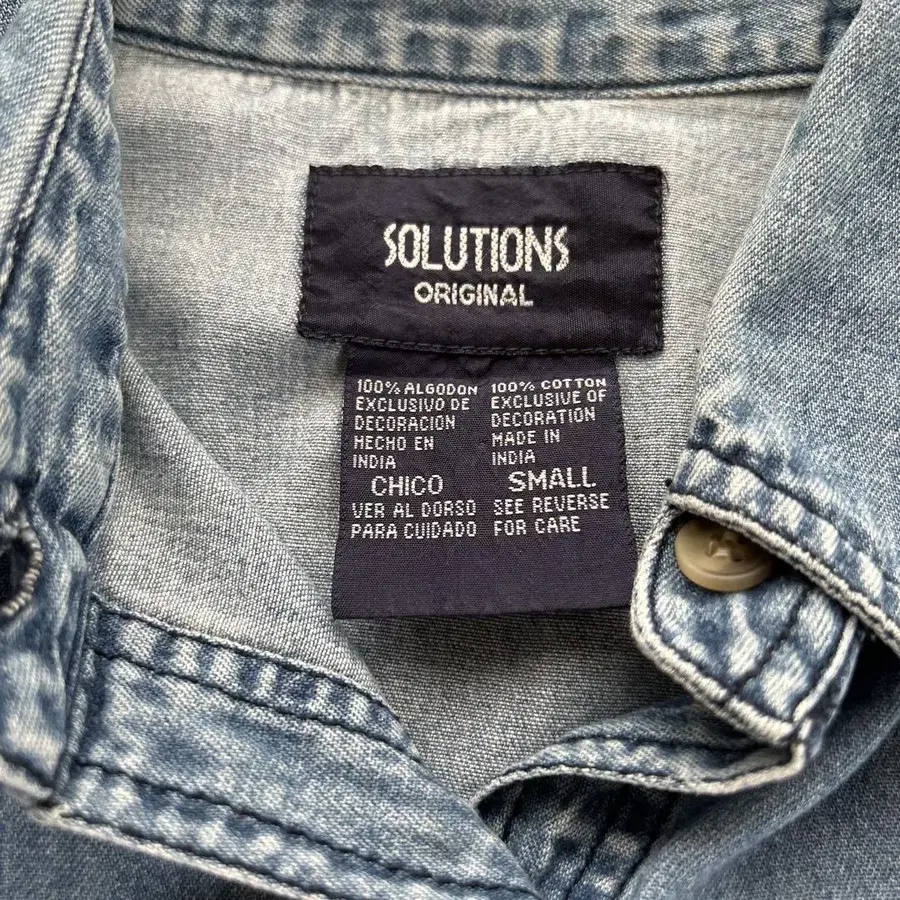 SOLUTIONS
ORIGINAL
100% ALGODON
EXCLUSIVO DE
DECORACION
HECHO EN
INDIA
CHICO
VER AL DORSO
PARA CUIDADO
100% COTTON
EXCLUSIVE OF
DECORATION
MADE IN
INDIA
SMALL
SEE REVERSE
FOR CARE